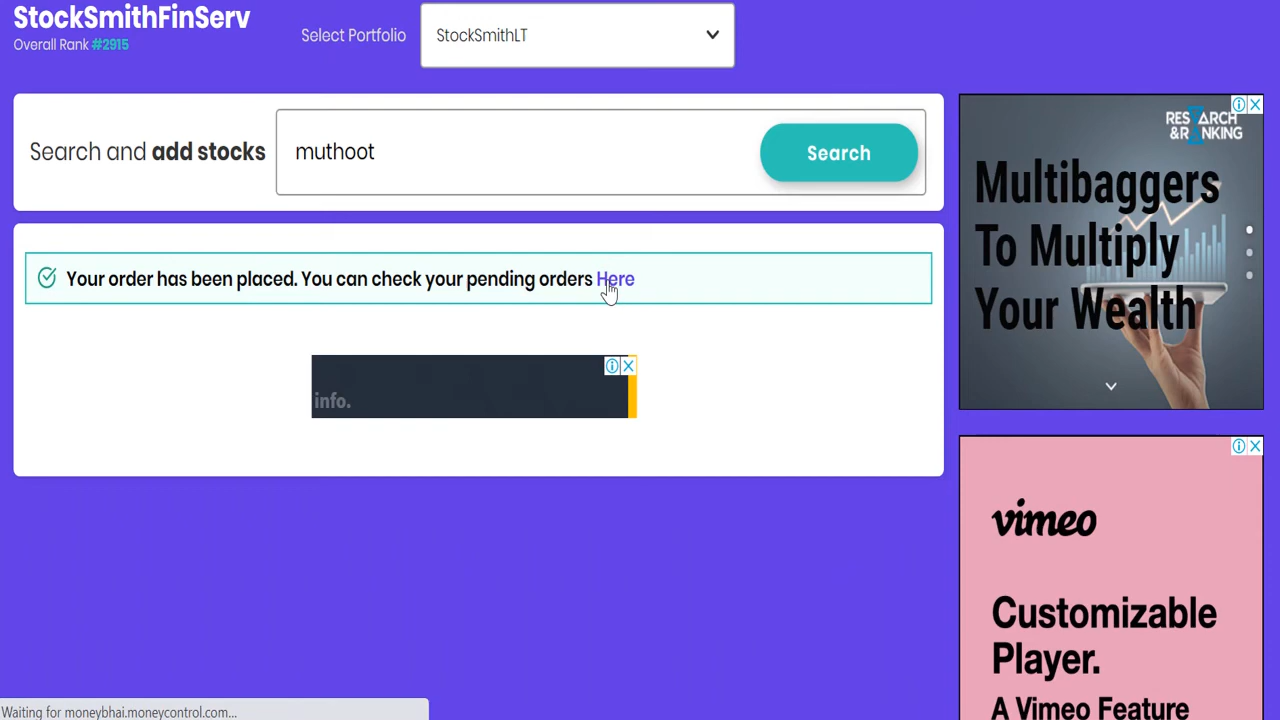 StockSmithFinServ
Overall Rank #2915
Select Portfolio
StockSmithLT
Search and add stocks
muthoot
Search
Your order has been placed. You can check your pending orders Here
info.
RESEARCH
& RANKING
Multibaggers
To Multiply
Your Wealth
vimeo
Customizable
Player.
A Vimeo Feature
Waiting for moneybhai.moneycontrol.com...